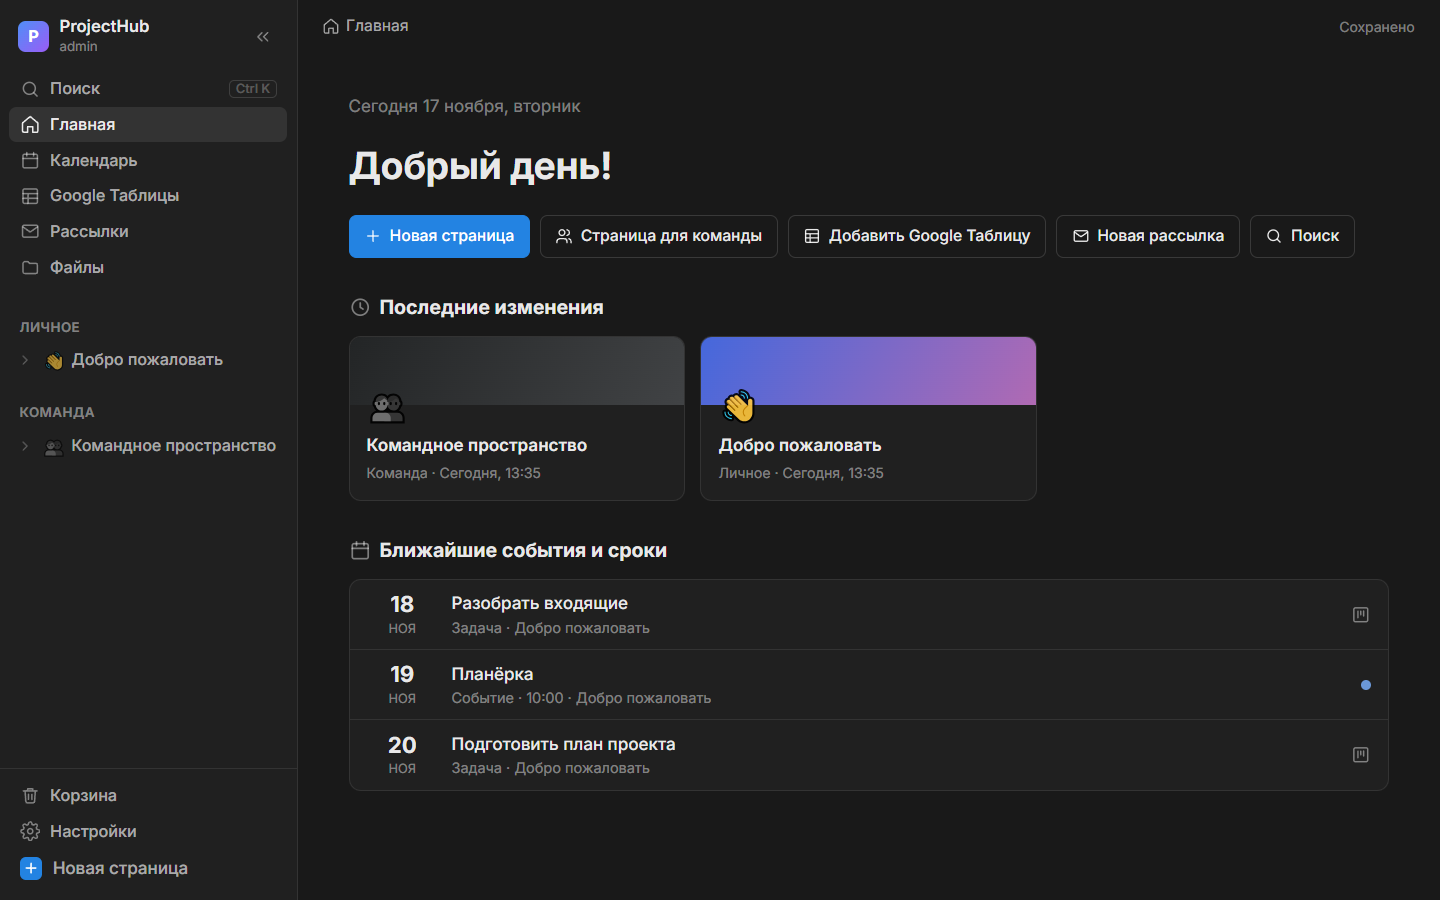 P
ProjectHub
admin
Поиск
Ctrl K
Главная
Календарь
Google Таблицы
Рассылки
Файлы
ЛИЧНОЕ
Добро пожаловать
КОМАНДА
Командное пространство
Корзина
Настройки
Новая страница
Главная
Сохранено
Сегодня 17 ноября, вторник
Добрый день!
Новая страница
Страница для команды
Добавить Google Таблицу
Новая рассылка
Поиск
Последние изменения
Командное пространство
Команда · Сегодня, 13:35
Добро пожаловать
Личное · Сегодня, 13:35
Ближайшие события и сроки
18
НОЯ
Разобрать входящие
Задача · Добро пожаловать
19
НОЯ
Планёрка
Событие · 10:00 · Добро пожаловать
20
НОЯ
Подготовить план проекта
Задача · Добро пожаловать